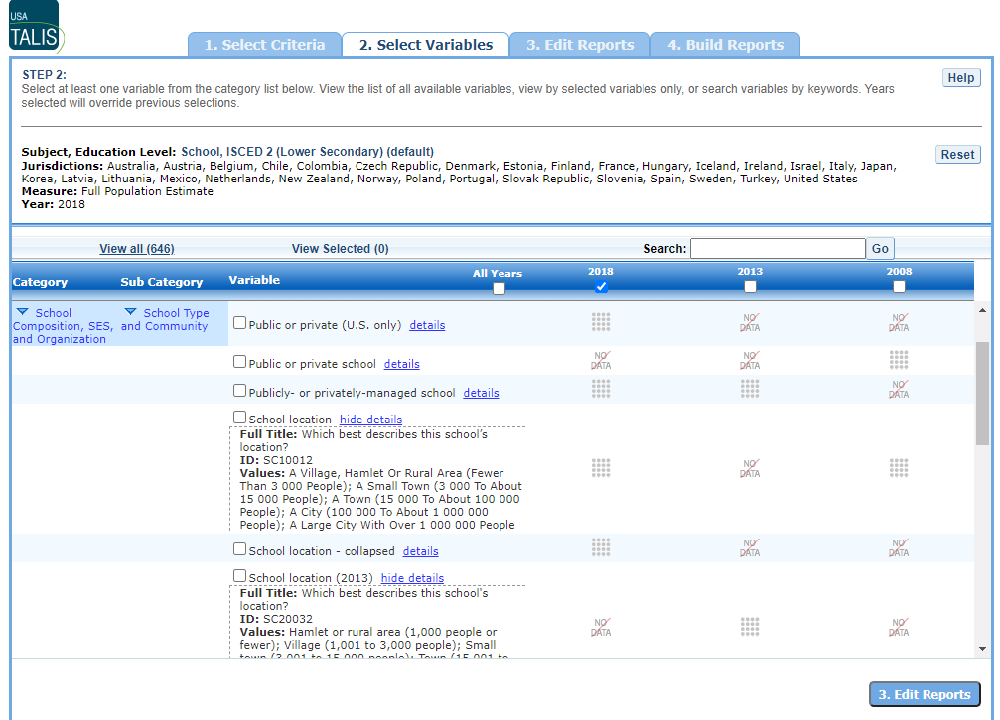 USA
TALIS
1. Select Criteria 2. Select Variables 3. Edit Reports 4. Build Reports
STEP 2:
Help
Select at least one variable from the category list below. View the list of all available variables, view by selected variables only, or search variables by keywords. Years
selected will override previous selections.
Subject, Education Level: School, ISCED 2 (Lower Secondary) (default)
Reset
Jurisdictions: Australia, Austria, Belgium, Chile, Colombia, Czech Republic, Denmark, Estonia, Finland, France, Hungary, Iceland, Ireland, Israel, Italy, Japan,
Korea, Latvia, Lithuania, Mexico, Netherlands, New Zealand, Norway, Poland, Portugal, Slovak Republic, Slovenia, Spain, Sweden, Turkey, United States
Measure: Full Population Estimate
Year: 2018
View all (646) View Selected (0) Search: Go
Category Sub Category Variable All Years 2018 2013 2008
School
Composition, SES,
and Organization
School Type
and Community
Public or private (U.S. only) details NO DATA NO DATA
Public or private school details NO DATA NO DATA
Publicly- or privately-managed school details NO DATA
School location hide details
Full Title: Which best describes this school's
location?
ID: SC10012
Values: A Village, Hamlet Or Rural Area (Fewer
Than 3 000 People); A Small Town (3 000 To About
15 000 People); A Town (15 000 To About 100 000
People); A City (100 000 To About 1 000 000
People); A Large City With Over 1 000 000 People
NO DATA
School location - collapsed details NO DATA NO DATA
School location (2013) hide details
Full Title: Which best describes this school's
location?
ID: SC20032
Values: Hamlet or rural area (1,000 people or
fewer); Village (1,001 to 3,000 people); Small
town (3,001 to 15,000 people); Town (15,001 to
NO DATA NO DATA
3. Edit Reports